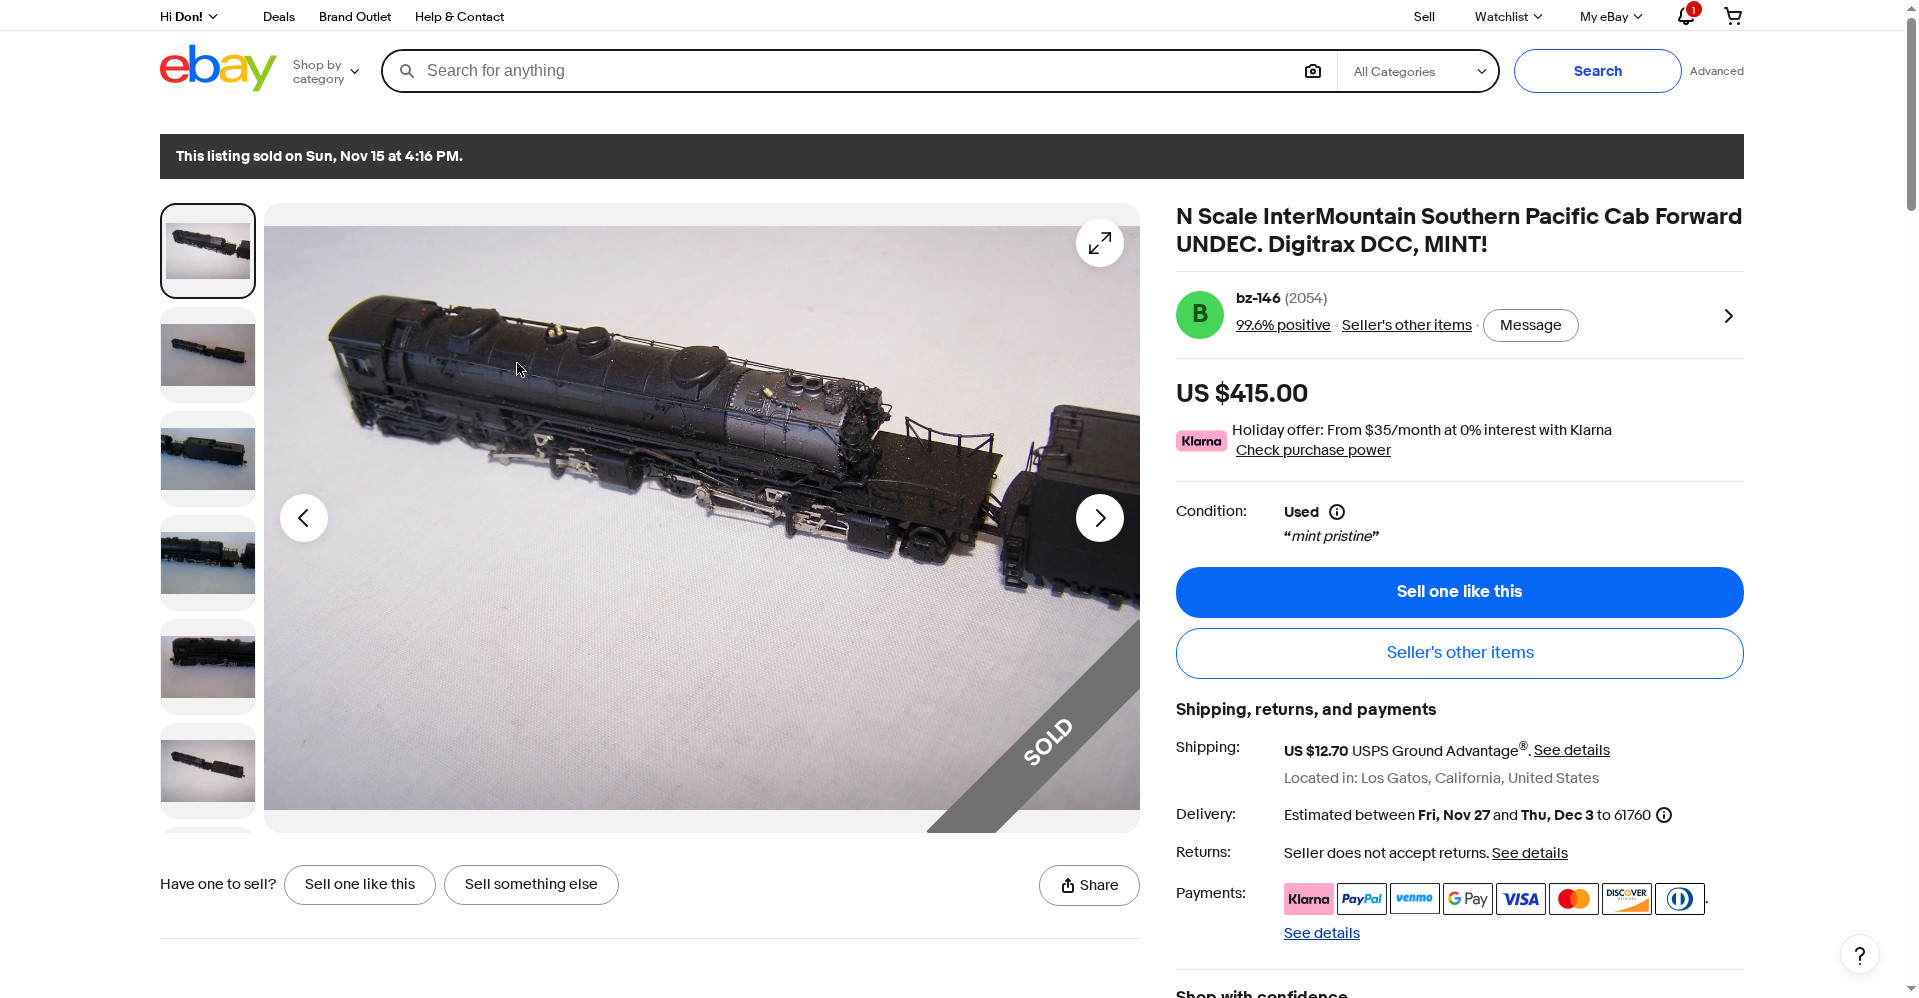 Hi Don!
Deals
Brand Outlet
Help & Contact
Sell
Watchlist
My eBay
1
ebay
Shop by
category
Search for anything
All Categories
Search
Advanced
This listing sold on Sun, Nov 15 at 4:16 PM.
SOLD
Have one to sell?
Sell one like this
Sell something else
Share
N Scale InterMountain Southern Pacific Cab Forward
UNDEC. Digitrax DCC, MINT!
B
bz-146 (2054)
99.6% positive · Seller's other items · Message
US $415.00
Klarna
Holiday offer: From $35/month at 0% interest with Klarna
Check purchase power
Condition:
Used
“mint pristine”
Sell one like this
Seller's other items
Shipping, returns, and payments
Shipping:
US $12.70 USPS Ground Advantage®. See details
Located in: Los Gatos, California, United States
Delivery:
Estimated between Fri, Nov 27 and Thu, Dec 3 to 61760
Returns:
Seller does not accept returns. See details
Payments:
Klarna PayPal venmo G Pay VISA DISCOVER .
See details
?
Shop with confidence